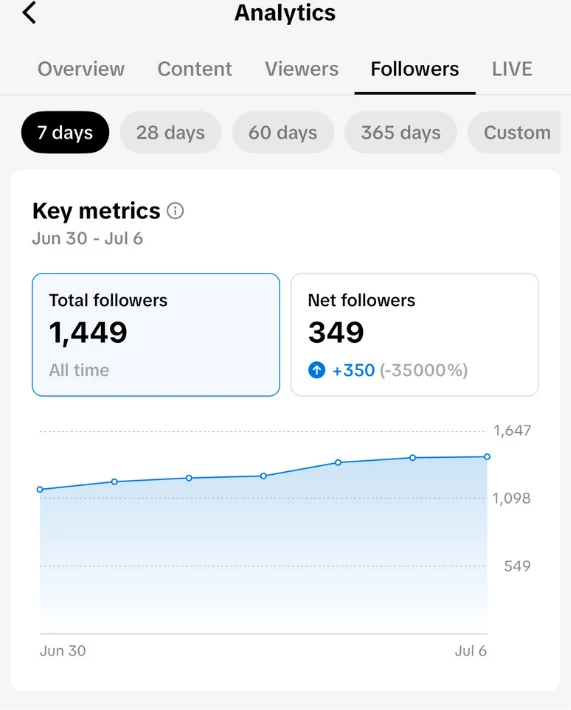 Analytics
Overview Content Viewers Followers LIVE
7 days 28 days 60 days 365 days Custom
Key metrics
Jun 30 - Jul 6
Total followers
1,449
All time
Net followers
349
+350 (-35000%)
1,647
1,098
549
Jun 30 Jul 6